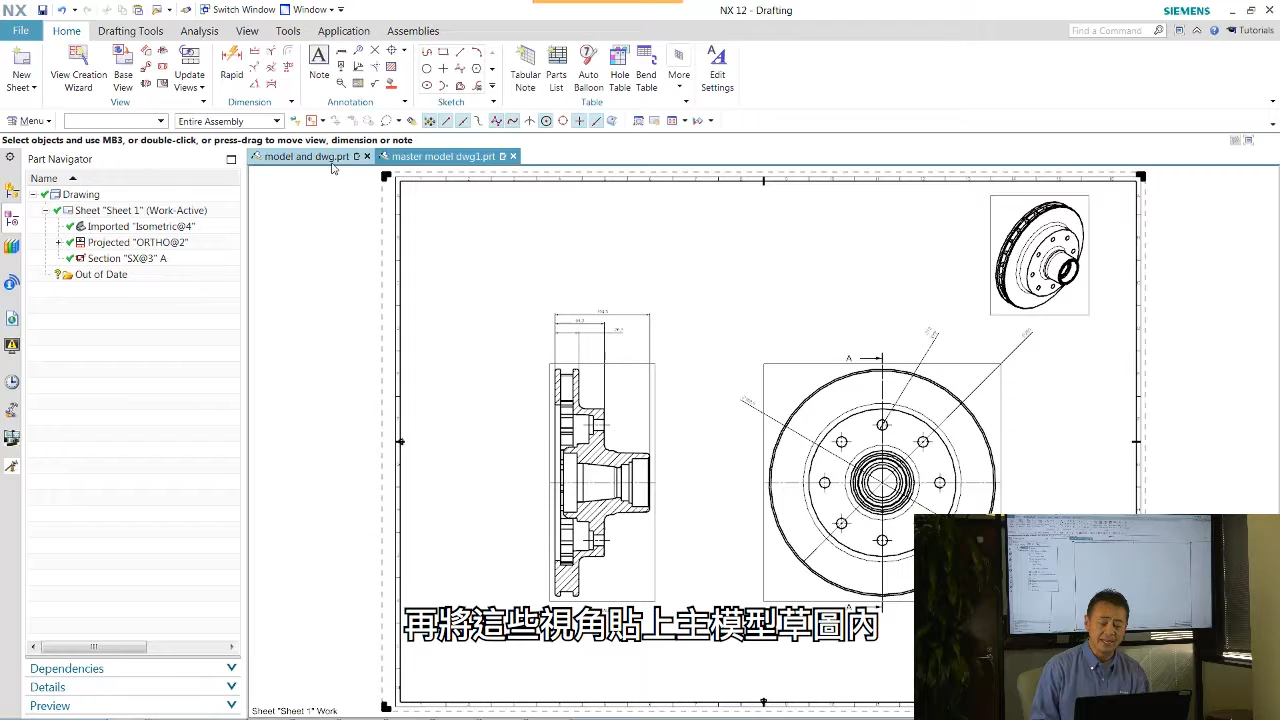 NX
Switch Window
Window
NX 12 - Drafting
SIEMENS
File
Home
Drafting Tools
Analysis
View
Tools
Application
Assemblies
Find a Command
Tutorials
New Sheet
View Creation Wizard
Base View
Update Views
View
Rapid
Dimension
Note
Annotation
Sketch
Tabular Note
Parts List
Auto Balloon
Hole Table
Bend Table
More
Table
Edit Settings
Menu
Entire Assembly
Select objects and use MB3, or double-click, or press-drag to move view, dimension or note
Part Navigator
model and dwg.prt
master model dwg1.prt
Name
Drawing
Sheet "Sheet 1" (Work-Active)
Imported "Isometric@4"
Projected "ORTHO@2"
Section "SX@3" A
Out of Date
A
A
再將這些視角貼上主模型草圖內
Dependencies
Details
Preview
Sheet "Sheet 1" Work